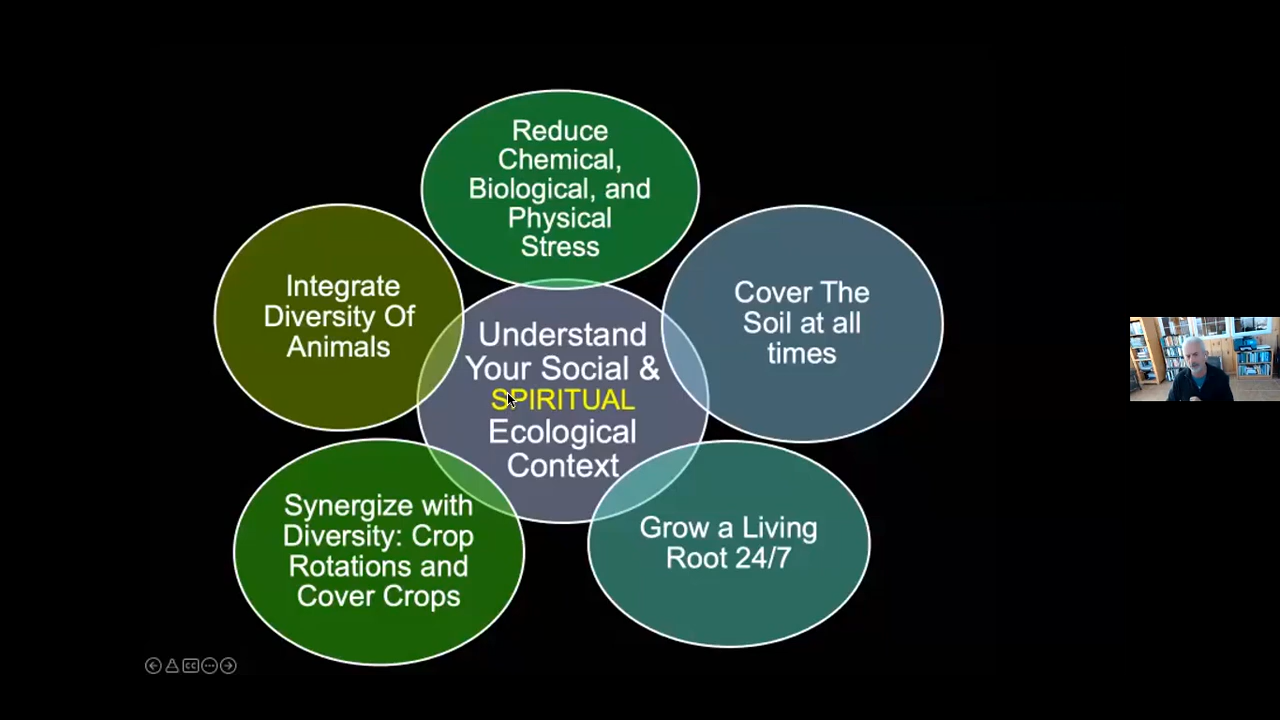 Reduce
Chemical,
Biological, and
Physical
Stress
Integrate
Diversity Of
Animals
Cover The
Soil at all
times
Understand
Your Social &
SPIRITUAL
Ecological
Context
Synergize with
Diversity: Crop
Rotations and
Cover Crops
Grow a Living
Root 24/7
CC